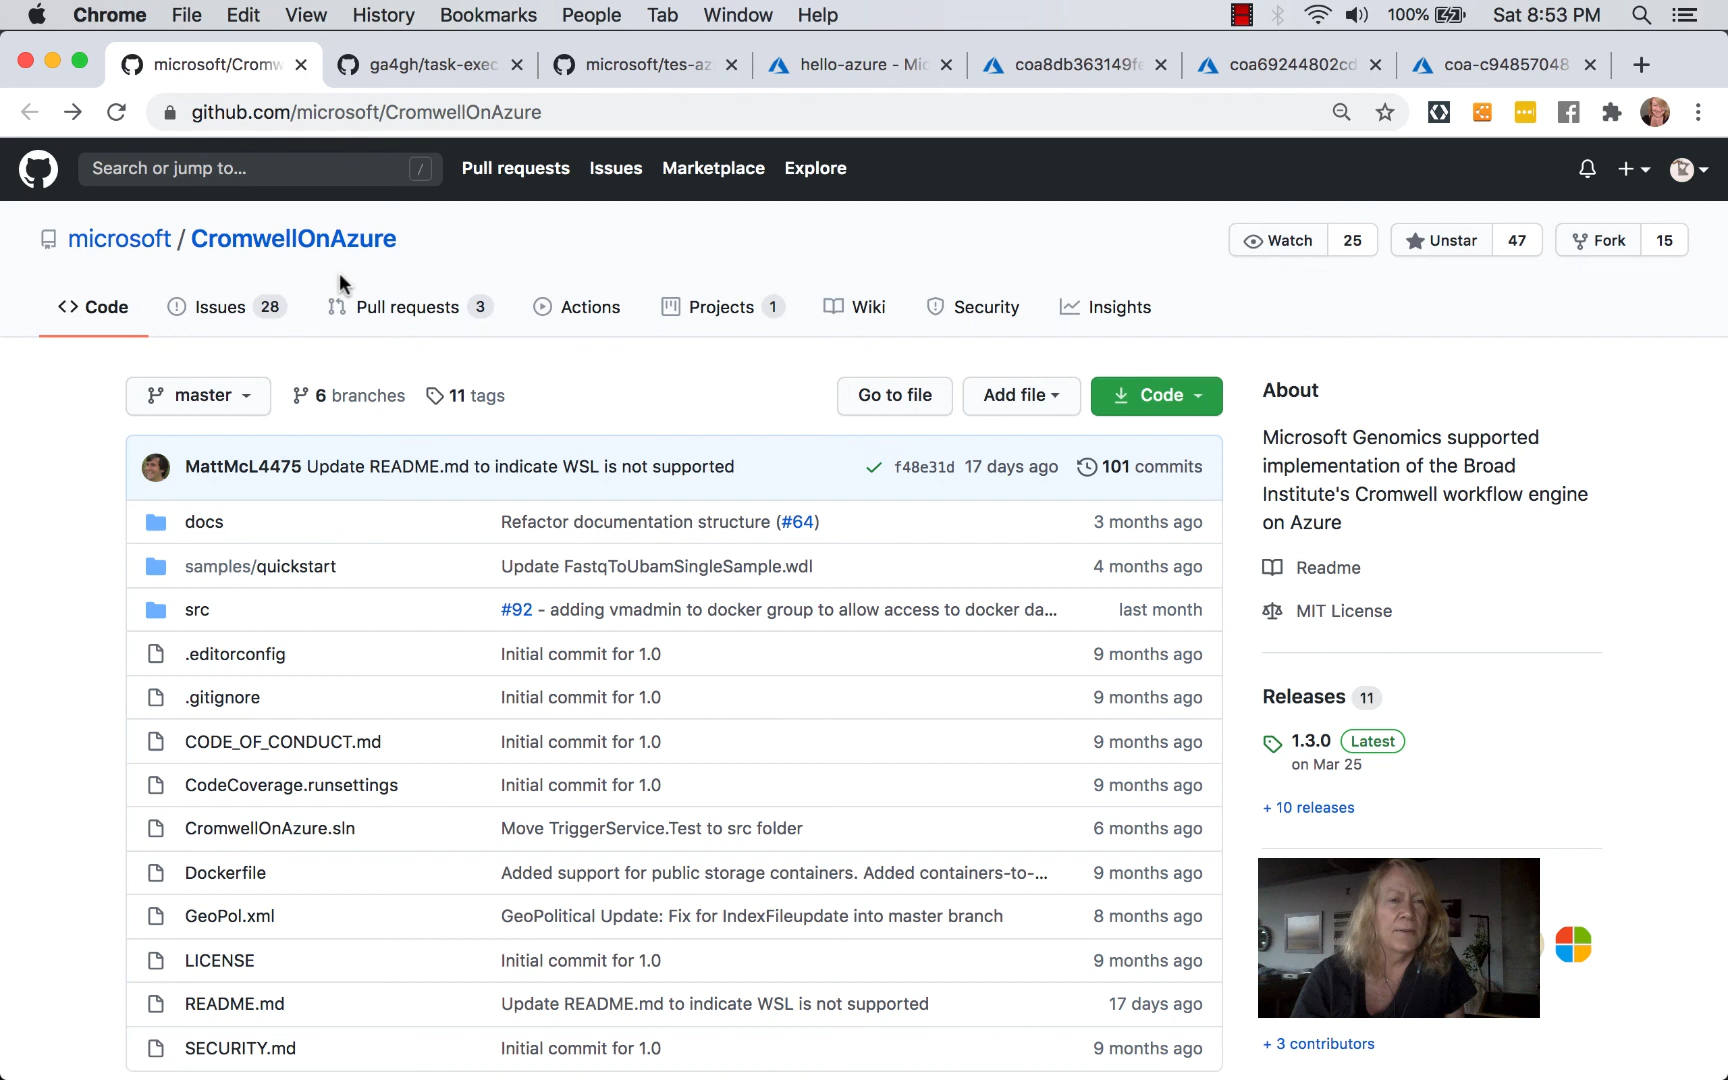 Chrome File Edit View History Bookmarks People Tab Window Help 100% Sat 8:53 PM
microsoft/Cromw ga4gh/task-exec microsoft/tes-az hello-azure - Mic coa8db363149fe coa69244802cd coa-c94857048
github.com/microsoft/CromwellOnAzure
Search or jump to... / Pull requests Issues Marketplace Explore
microsoft / CromwellOnAzure Watch 25 Unstar 47 Fork 15
Code Issues 28 Pull requests 3 Actions Projects 1 Wiki Security Insights
master 6 branches 11 tags Go to file Add file Code
MattMcL4475 Update README.md to indicate WSL is not supported f48e31d 17 days ago 101 commits
docs Refactor documentation structure (#64) 3 months ago
samples/quickstart Update FastqToUbamSingleSample.wdl 4 months ago
src #92 - adding vmadmin to docker group to allow access to docker da... last month
.editorconfig Initial commit for 1.0 9 months ago
.gitignore Initial commit for 1.0 9 months ago
CODE_OF_CONDUCT.md Initial commit for 1.0 9 months ago
CodeCoverage.runsettings Initial commit for 1.0 9 months ago
CromwellOnAzure.sln Move TriggerService.Test to src folder 6 months ago
Dockerfile Added support for public storage containers. Added containers-to-... 9 months ago
GeoPol.xml GeoPolitical Update: Fix for IndexFileupdate into master branch 8 months ago
LICENSE Initial commit for 1.0 9 months ago
README.md Update README.md to indicate WSL is not supported 17 days ago
SECURITY.md Initial commit for 1.0 9 months ago
About
Microsoft Genomics supported
implementation of the Broad
Institute's Cromwell workflow engine
on Azure
Readme
MIT License
Releases 11
1.3.0 Latest
on Mar 25
+ 10 releases
+ 3 contributors